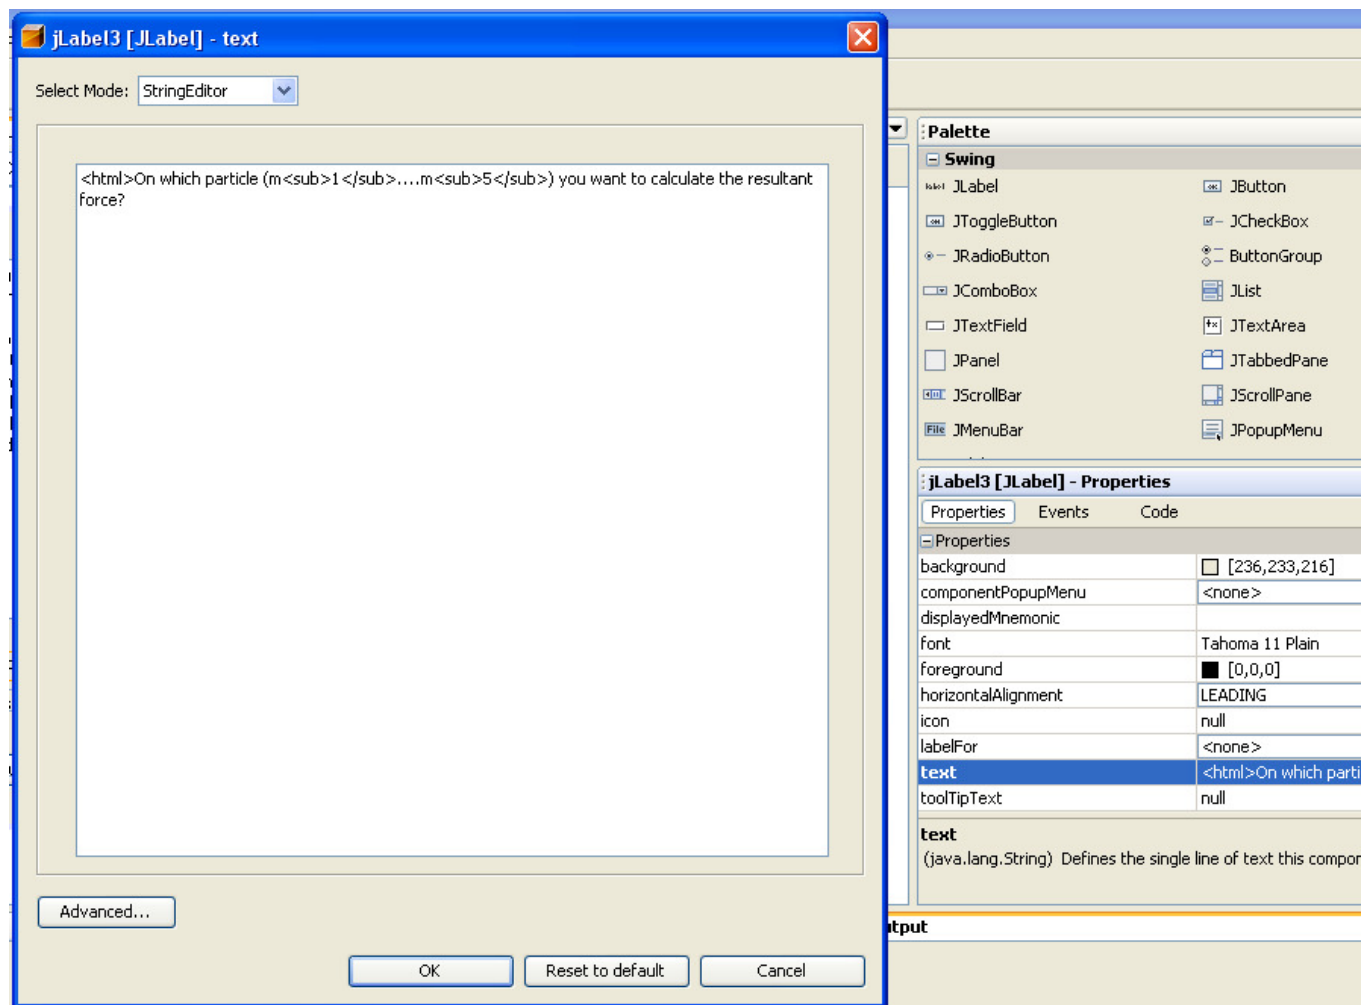 jLabel3 [JLabel] - text
Select Mode: StringEditor
<html>On which particle (m<sub>1</sub>....m<sub>5</sub>) you want to calculate the resultant
force?
Advanced...
OK Reset to default Cancel
Palette
Swing
label JLabel JButton
JToggleButton JCheckBox
JRadioButton ButtonGroup
JComboBox JList
JTextField JTextArea
JPanel JTabbedPane
JScrollBar JScrollPane
File JMenuBar JPopupMenu
jLabel3 [JLabel] - Properties
Properties Events Code
Properties
background [236,233,216]
componentPopupMenu <none>
displayedMnemonic
font Tahoma 11 Plain
foreground [0,0,0]
horizontalAlignment LEADING
icon null
labelFor <none>
text <html>On which parti
toolTipText null
text
(java.lang.String) Defines the single line of text this compor
utput